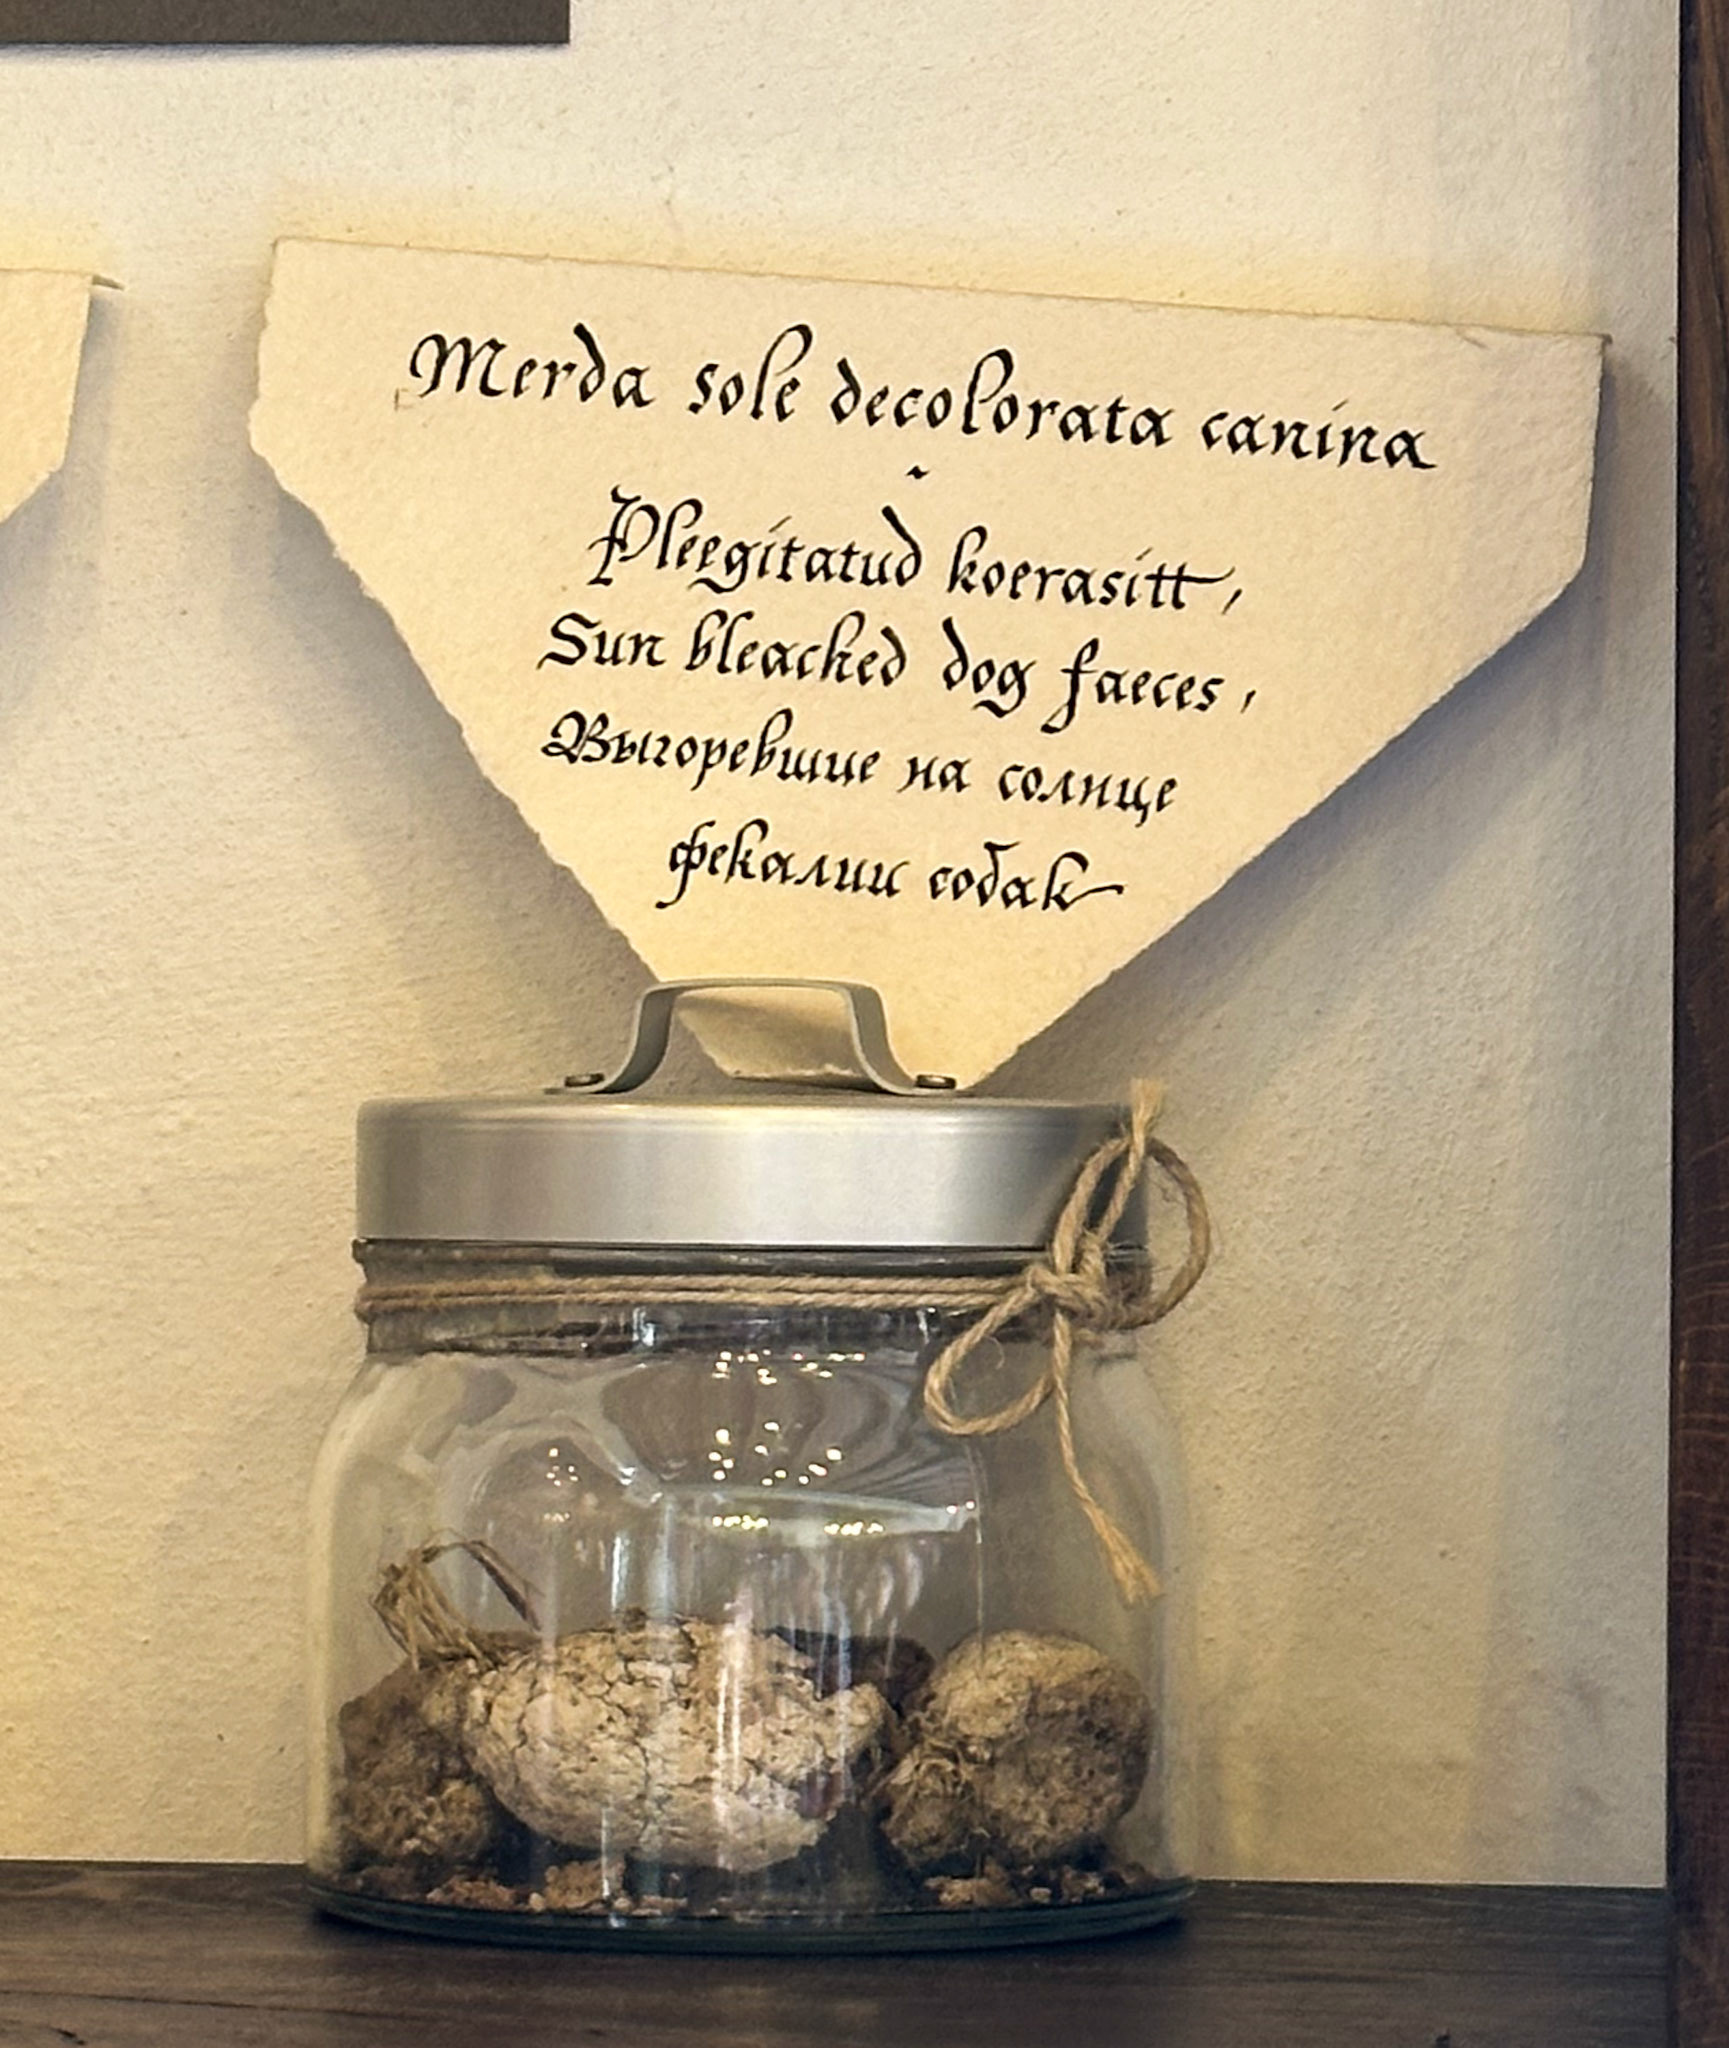 Merda sole decolorata canina
-
Pleegitatud koerasitt,
Sun bleached dog faeces,
Выгоревшие на солнце
фекалии собак